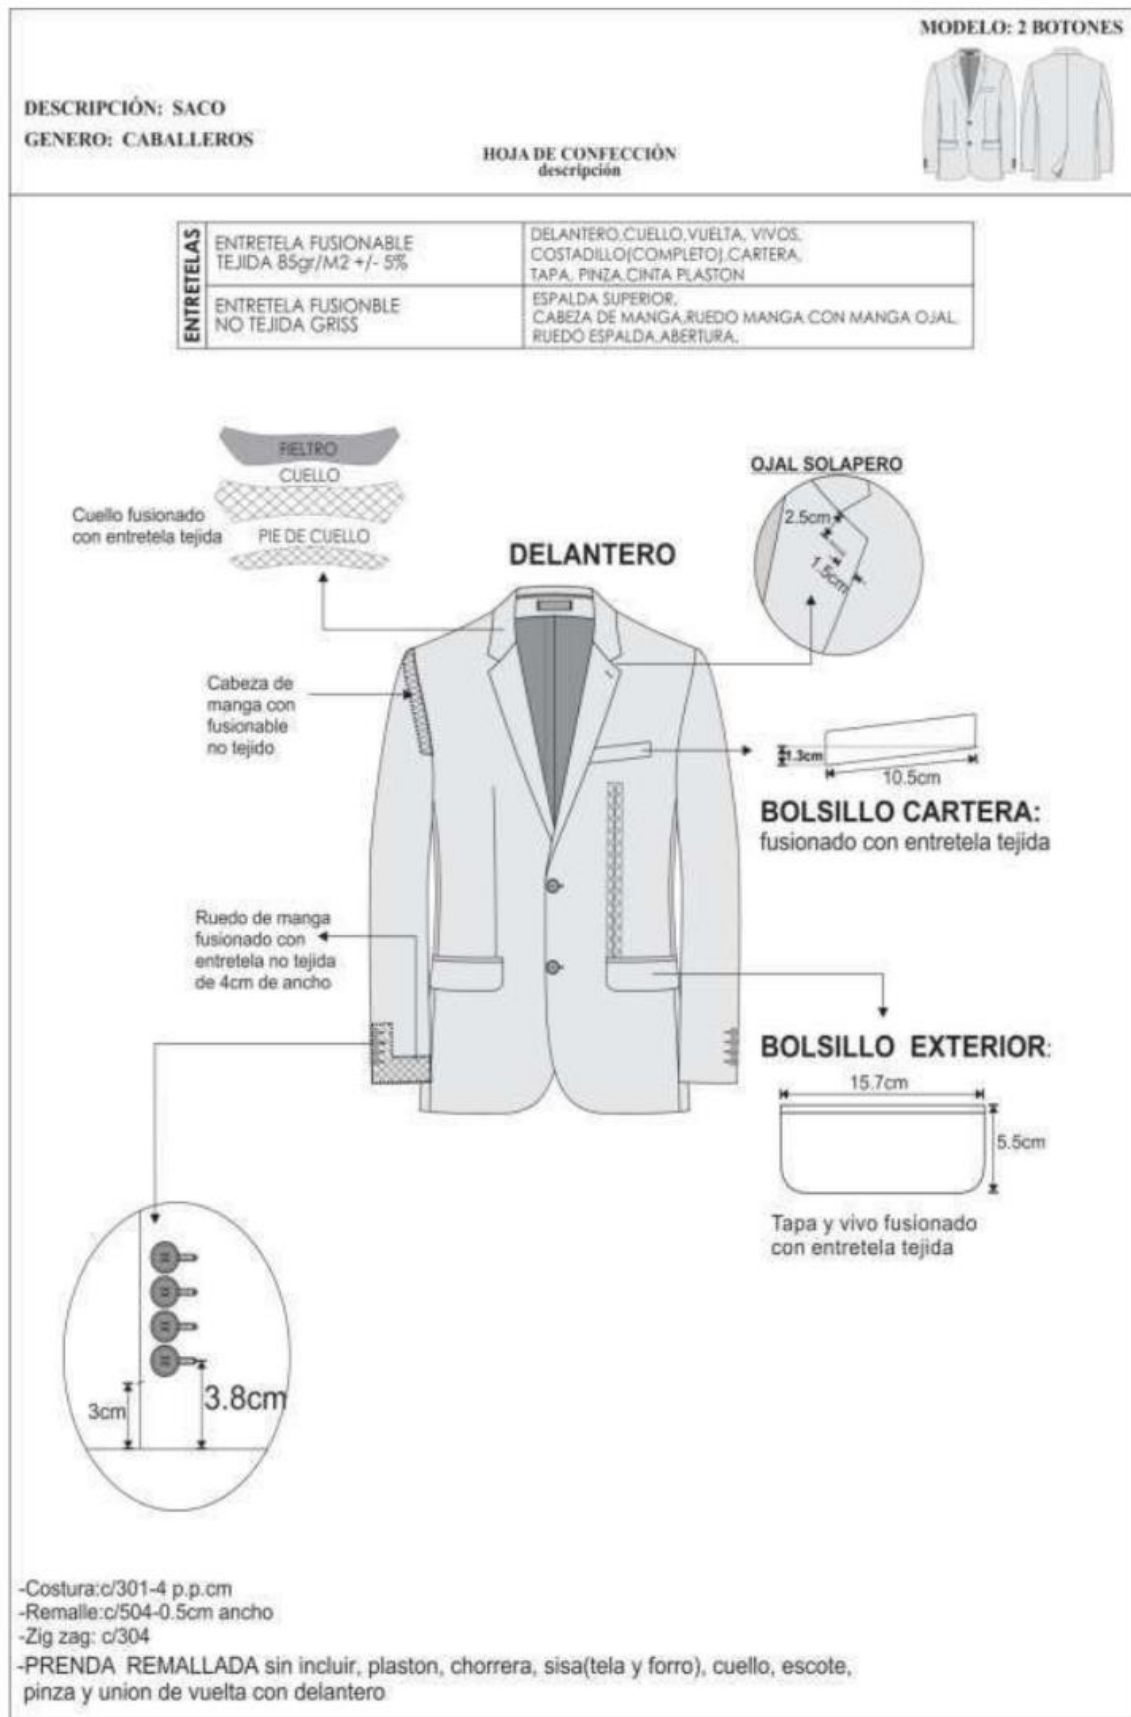 MODELO: 2 BOTONES
DESCRIPCIÓN: SACO
GENERO: CABALLEROS
HOJA DE CONFECCIÓN
descripción
ENTRETELAS
ENTRETELA FUSIONABLE
TEJIDA 85gr/M2 +/- 5%
DELANTERO,CUELLO,VUELTA, VIVOS,
COSTADILLO(COMPLETO),CARTERA,
TAPA, PINZA,CINTA PLASTON
ENTRETELA FUSIONBLE
NO TEJIDA GRISS
ESPALDA SUPERIOR,
CABEZA DE MANGA,RUEDO MANGA CON MANGA OJAL,
RUEDO ESPALDA,ABERTURA,
FIELTRO
CUELLO
PIE DE CUELLO
Cuello fusionado
con entretela tejida
DELANTERO
OJAL SOLAPERO
2.5cm
1.5cm
Cabeza de
manga con
fusionable
no tejido
1.3cm
10.5cm
BOLSILLO CARTERA:
fusionado con entretela tejida
Ruedo de manga
fusionado con
entretela no tejida
de 4cm de ancho
BOLSILLO EXTERIOR:
15.7cm
5.5cm
Tapa y vivo fusionado
con entretela tejida
3cm
3.8cm
-Costura:c/301-4 p.p.cm
-Remalle:c/504-0.5cm ancho
-Zig zag: c/304
-PRENDA REMALLADA sin incluir, plaston, chorrera, sisa(tela y forro), cuello, escote,
pinza y union de vuelta con delantero